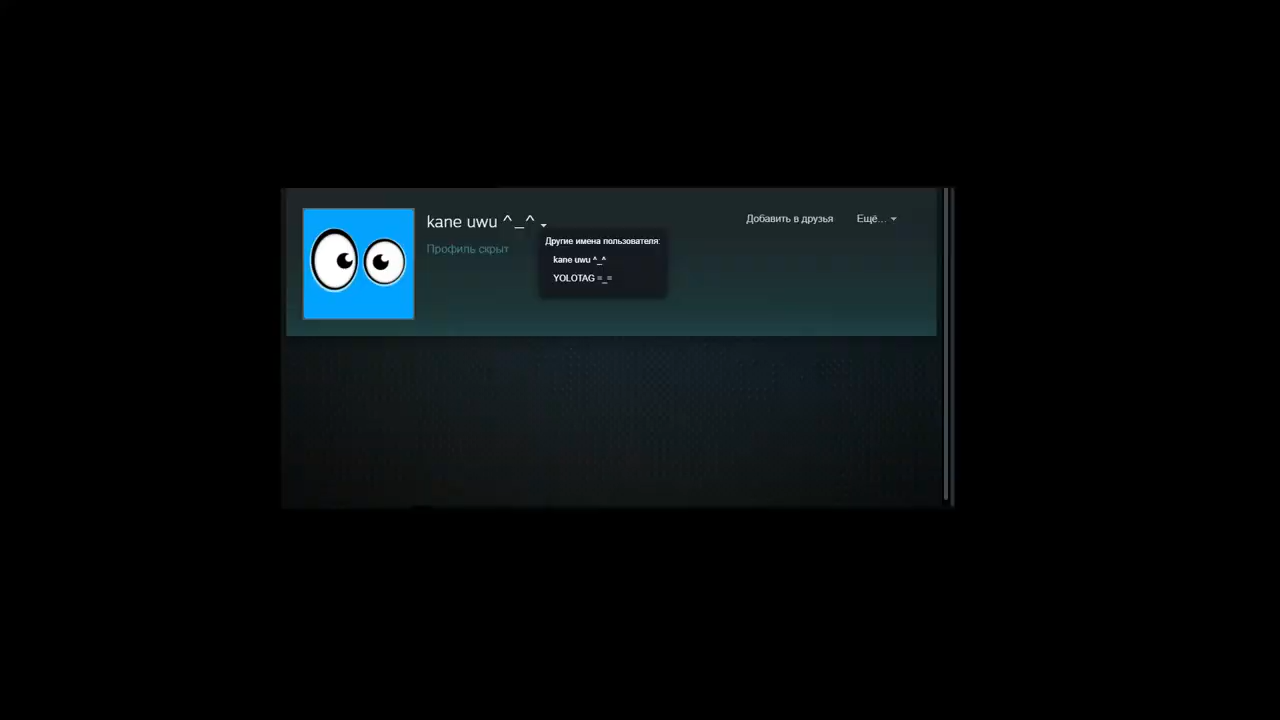 kane uwu ^_^
Добавить в друзья
Ещё...
Профиль скрыт
Другие имена пользователя:
kane uwu ^_^
YOLOTAG =_=